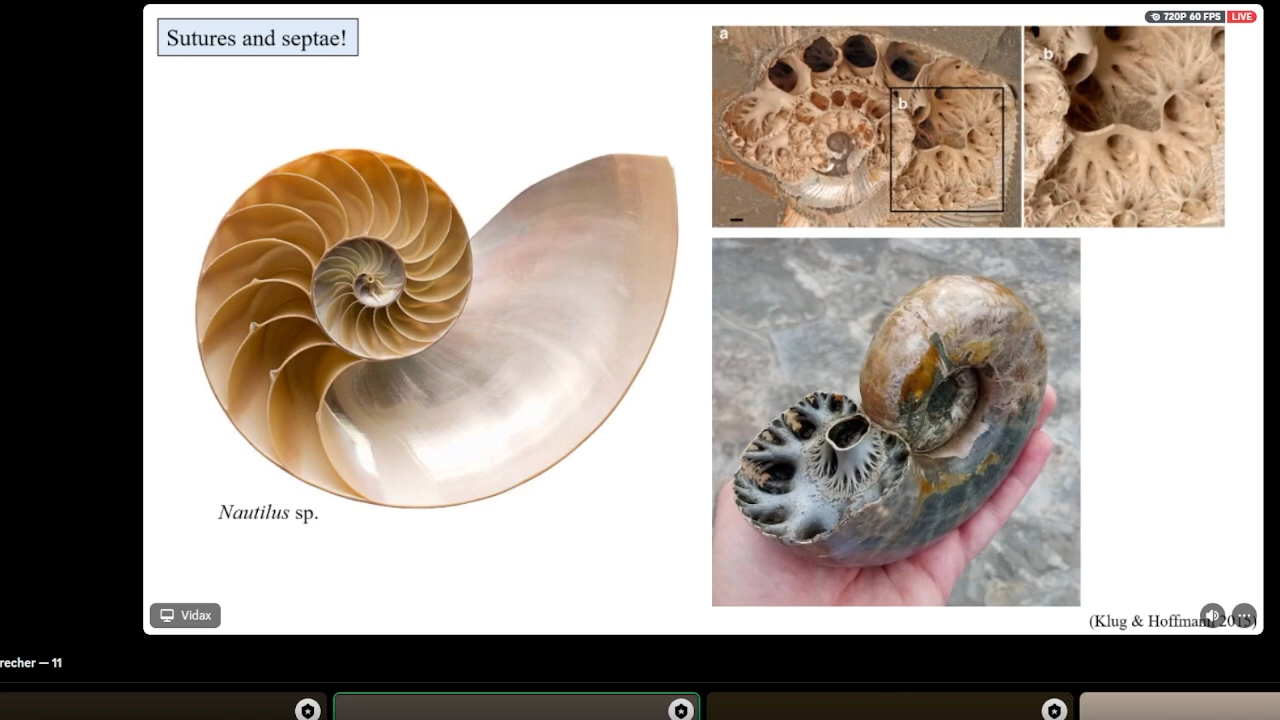 Sutures and septae!
720P 60 FPS LIVE
a
b
b
Nautilus sp.
Vidax
(Klug & Hoffmann 2015)
recher — 11